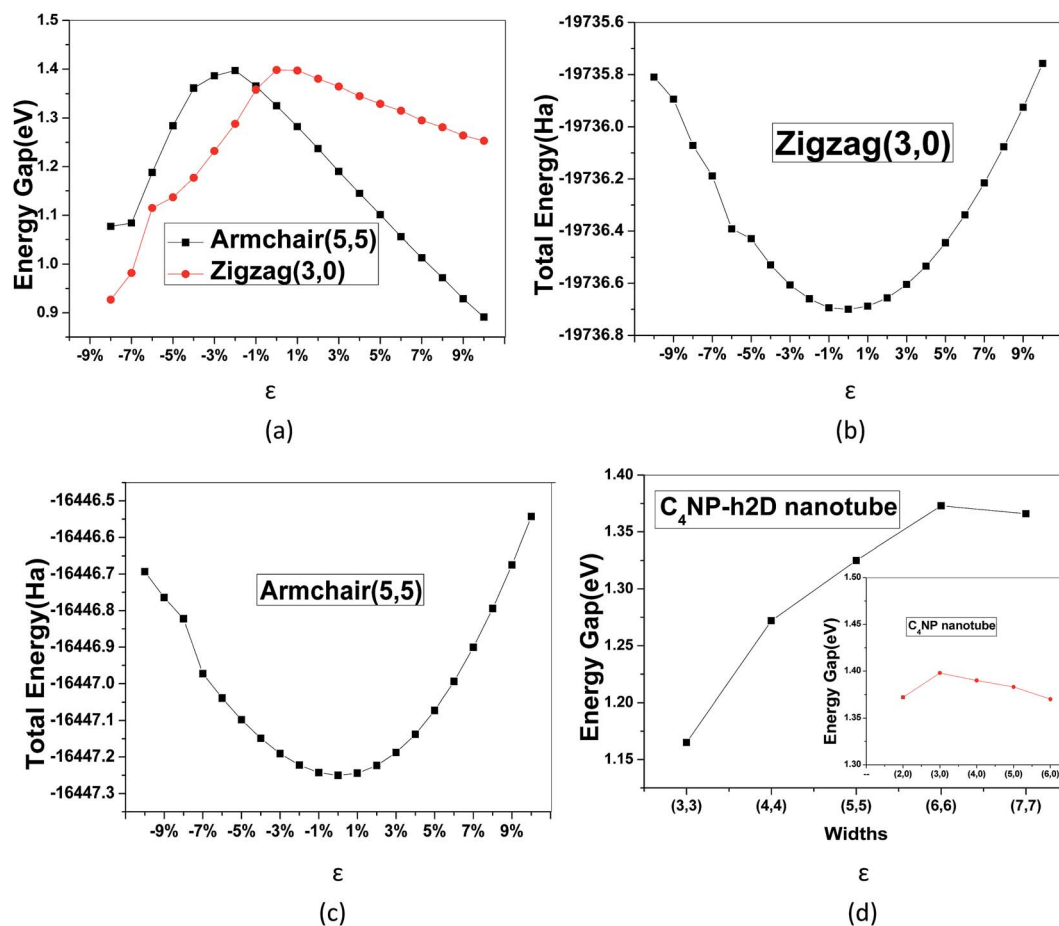 1.5
1.4
1.3
1.2
1.1
1.0
0.9
Energy Gap(eV)
Armchair(5,5)
Zigzag(3,0)
-9% -7% -5% -3% -1% 1% 3% 5% 7% 9%
ε
(a)
-19735.6
-19735.8
-19736.0
-19736.2
-19736.4
-19736.6
-19736.8
Total Energy(Ha)
Zigzag(3,0)
-9% -7% -5% -3% -1% 1% 3% 5% 7% 9%
ε
(b)
-16446.5
-16446.6
-16446.7
-16446.8
-16446.9
-16447.0
-16447.1
-16447.2
-16447.3
Total Energy(Ha)
Armchair(5,5)
-9% -7% -5% -3% -1% 1% 3% 5% 7% 9%
ε
(c)
1.40
1.35
1.30
1.25
1.20
1.15
Energy Gap(eV)
C₄NP-h2D nanotube
1.50
1.45
1.40
1.35
1.30
Energy Gap(eV)
C₄NP nanotube
-- (2,0) (3,0) (4,0) (5,0) (6,0)
(3,3) (4,4) (5,5) (6,6) (7,7)
Widths
ε
(d)